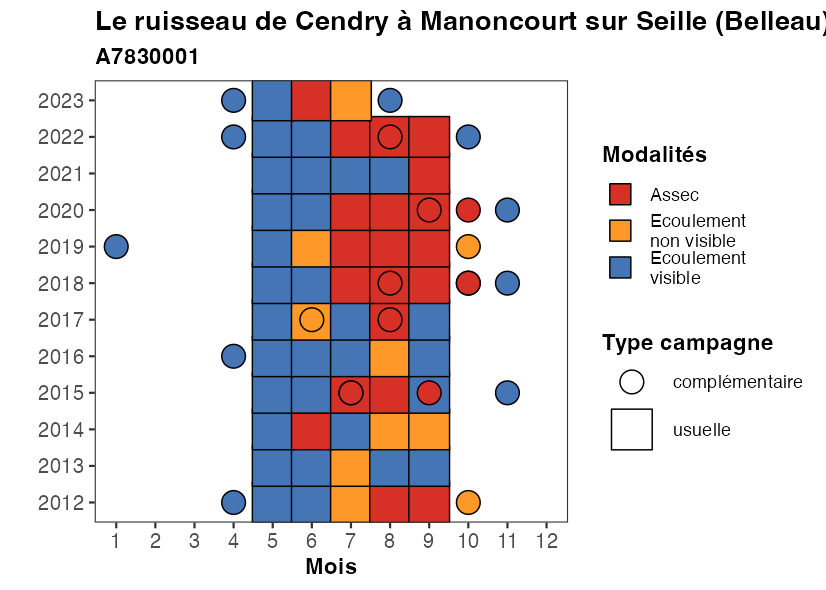 Le ruisseau de Cendry à Manoncourt sur Seille (Belleau)
A7830001
2023
2022
2021
2020
2019
2018
2017
2016
2015
2014
2013
2012
1 2 3 4 5 6 7 8 9 10 11 12
Mois
Modalités
Assec
Ecoulement
non visible
Ecoulement
visible
Type campagne
complémentaire
usuelle